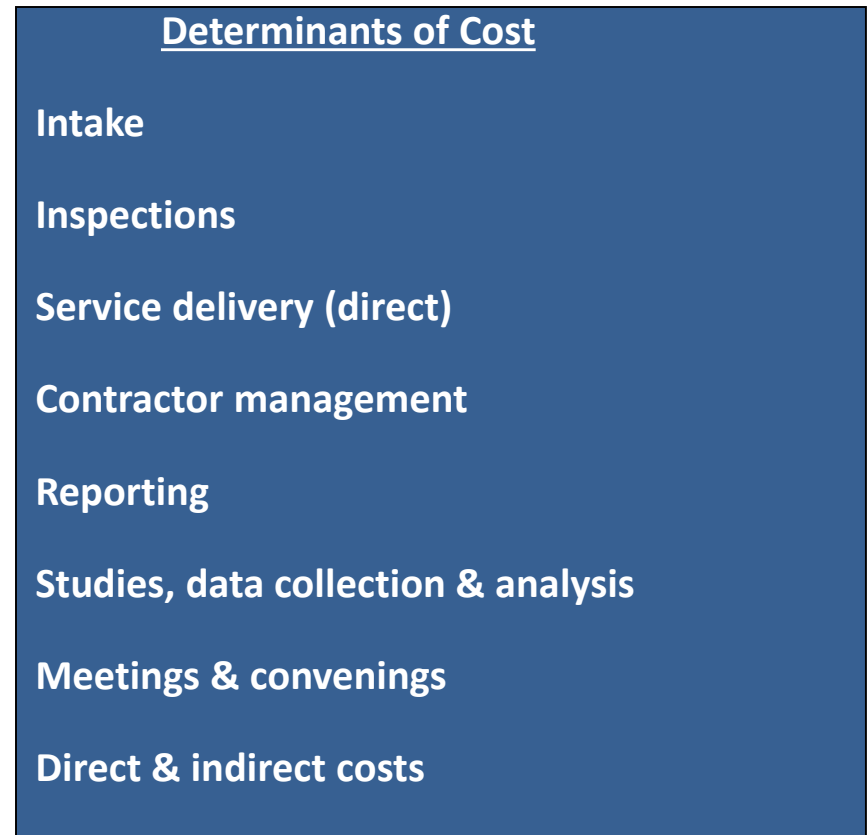 Determinants of Cost
Intake
Inspections
Service delivery (direct)
Contractor management
Reporting
Studies, data collection & analysis
Meetings & convenings
Direct & indirect costs